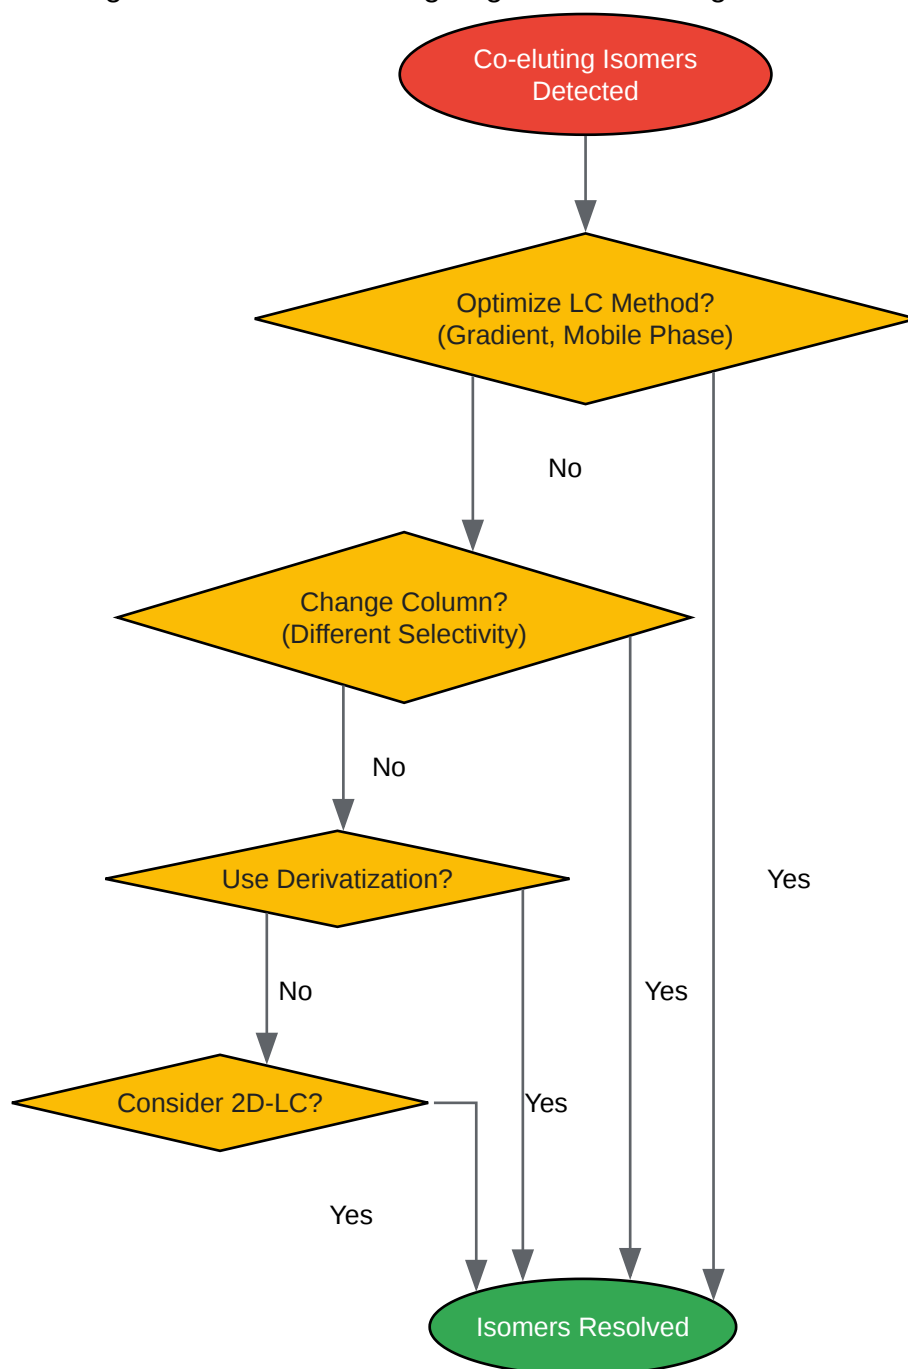 Co-eluting Isomers
Detected
Optimize LC Method?
(Gradient, Mobile Phase)
No
Change Column?
(Different Selectivity)
No
Use Derivatization?
Yes
No
Yes
Consider 2D-LC?
Yes
Yes
Isomers Resolved